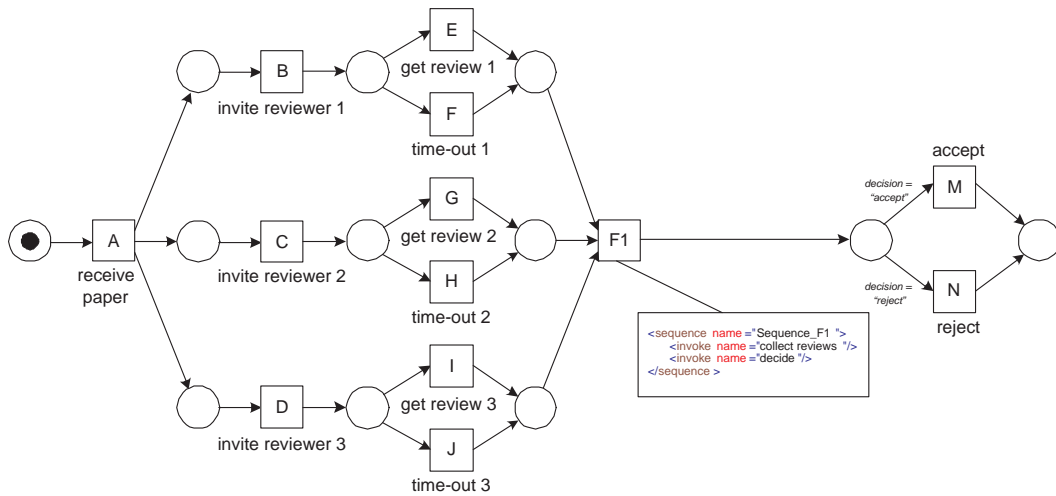 E
get review 1
B
invite reviewer 1
F
time-out 1
accept
decision =
"accept"
M
G
get review 2
A
receive
paper
C
invite reviewer 2
F1
H
time-out 2
decision =
"reject"
N
reject
<sequence name ="Sequence_F1 ">
<invoke name ="collect reviews "/>
<invoke name ="decide "/>
</sequence >
I
get review 3
D
invite reviewer 3
J
time-out 3